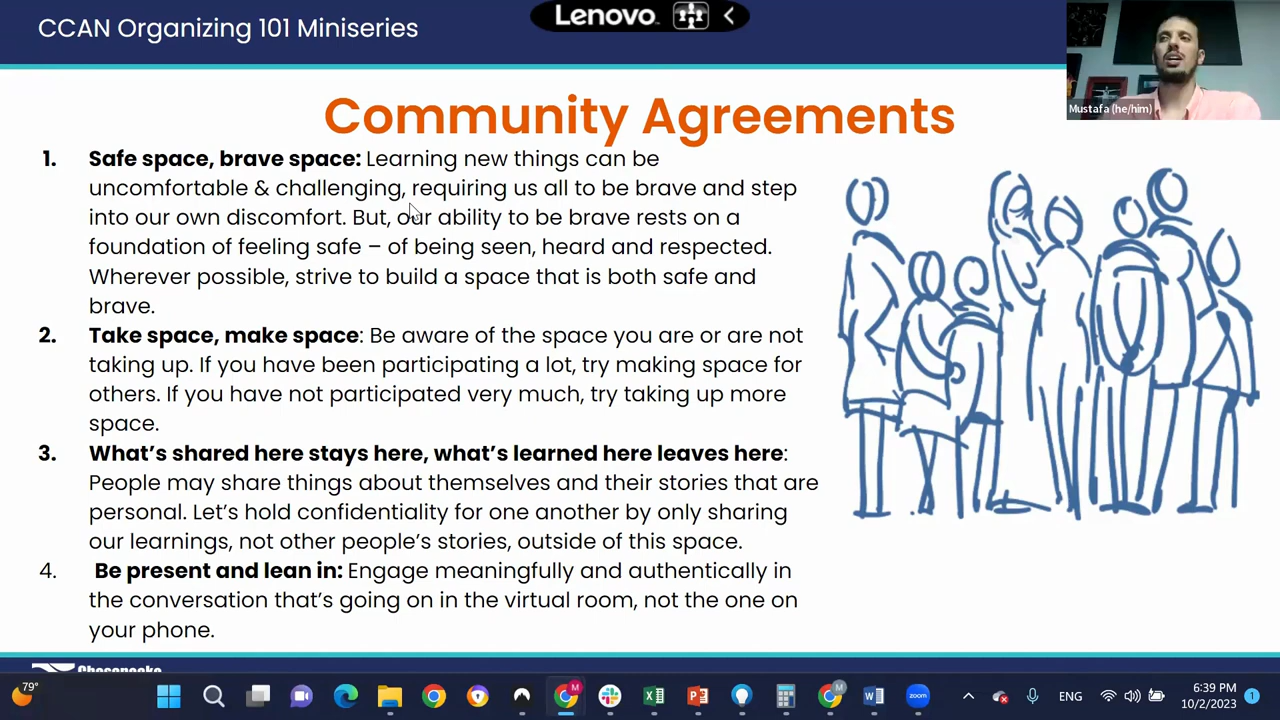 CCAN Organizing 101 Miniseries
Lenovo
Mustafa (he/him)
Community Agreements
1. Safe space, brave space: Learning new things can be
uncomfortable & challenging, requiring us all to be brave and step
into our own discomfort. But, our ability to be brave rests on a
foundation of feeling safe – of being seen, heard and respected.
Wherever possible, strive to build a space that is both safe and
brave.
2. Take space, make space: Be aware of the space you are or are not
taking up. If you have been participating a lot, try making space for
others. If you have not participated very much, try taking up more
space.
3. What’s shared here stays here, what’s learned here leaves here:
People may share things about themselves and their stories that are
personal. Let’s hold confidentiality for one another by only sharing
our learnings, not other people’s stories, outside of this space.
4. Be present and lean in: Engage meaningfully and authentically in
the conversation that’s going on in the virtual room, not the one on
your phone.
Chesapeake
79°
zoom
ENG
6:39 PM
10/2/2023
1